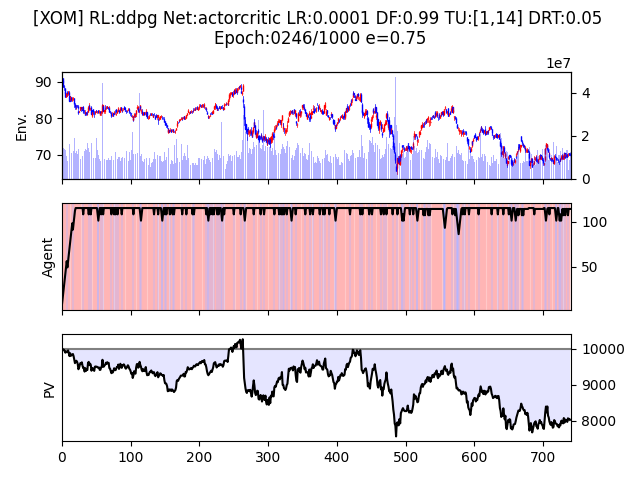 [XOM] RL:ddpg Net:actorcritic LR:0.0001 DF:0.99 TU:[1,14] DRT:0.05
Epoch:0246/1000 e=0.75
1e7
Env.
90
80
70
4
2
0
Agent
100
50
PV
10000
9000
8000
0 100 200 300 400 500 600 700